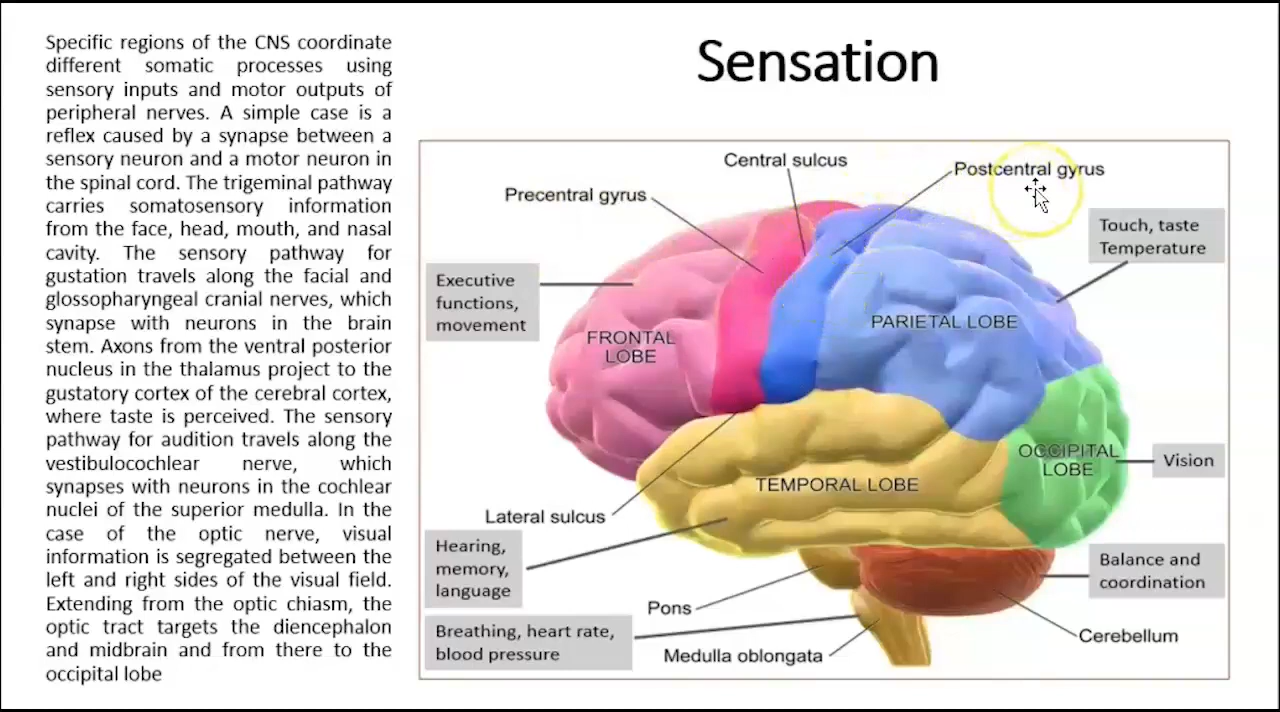 Specific regions of the CNS coordinate
different somatic processes using
sensory inputs and motor outputs of
peripheral nerves. A simple case is a
reflex caused by a synapse between a
sensory neuron and a motor neuron in
the spinal cord. The trigeminal pathway
carries somatosensory information
from the face, head, mouth, and nasal
cavity. The sensory pathway for
gustation travels along the facial and
glossopharyngeal cranial nerves, which
synapse with neurons in the brain
stem. Axons from the ventral posterior
nucleus in the thalamus project to the
gustatory cortex of the cerebral cortex,
where taste is perceived. The sensory
pathway for audition travels along the
vestibulocochlear nerve, which
synapses with neurons in the cochlear
nuclei of the superior medulla. In the
case of the optic nerve, visual
information is segregated between the
left and right sides of the visual field.
Extending from the optic chiasm, the
optic tract targets the diencephalon
and midbrain and from there to the
occipital lobe
Sensation
Central sulcus
Postcentral gyrus
Precentral gyrus
Touch, taste
Temperature
Executive
functions,
movement
FRONTAL
LOBE
PARIETAL LOBE
OCCIPITAL
LOBE
Vision
TEMPORAL LOBE
Lateral sulcus
Hearing,
memory,
language
Balance and
coordination
Pons
Breathing, heart rate,
blood pressure
Cerebellum
Medulla oblongata